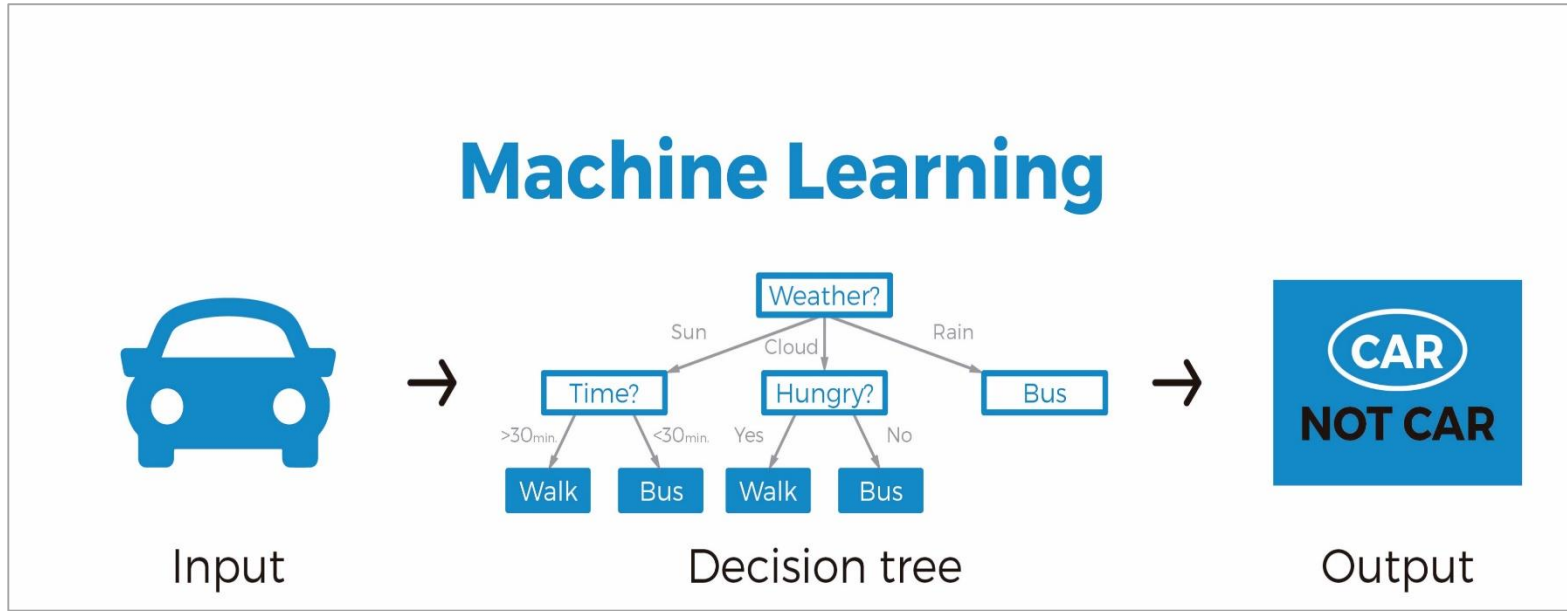 Machine Learning
Weather?
Sun
Cloud
Rain
Time?
Hungry?
Bus
>30min.
<30min.
Yes
No
Walk
Bus
Walk
Bus
CAR
NOT CAR
Input
Decision tree
Output